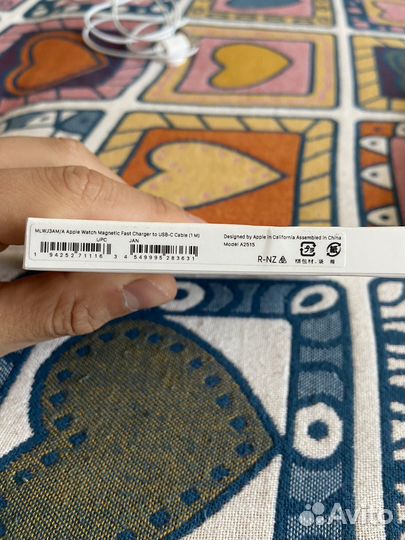 MLWJ3AM/A Apple Watch Magnetic Fast Charger to USB-C Cable (1 M)
UPC JAN
1 94252 71116 3 4 549995 283631
Designed by Apple in California Assembled in China
Model A2515
R-NZ
Avito